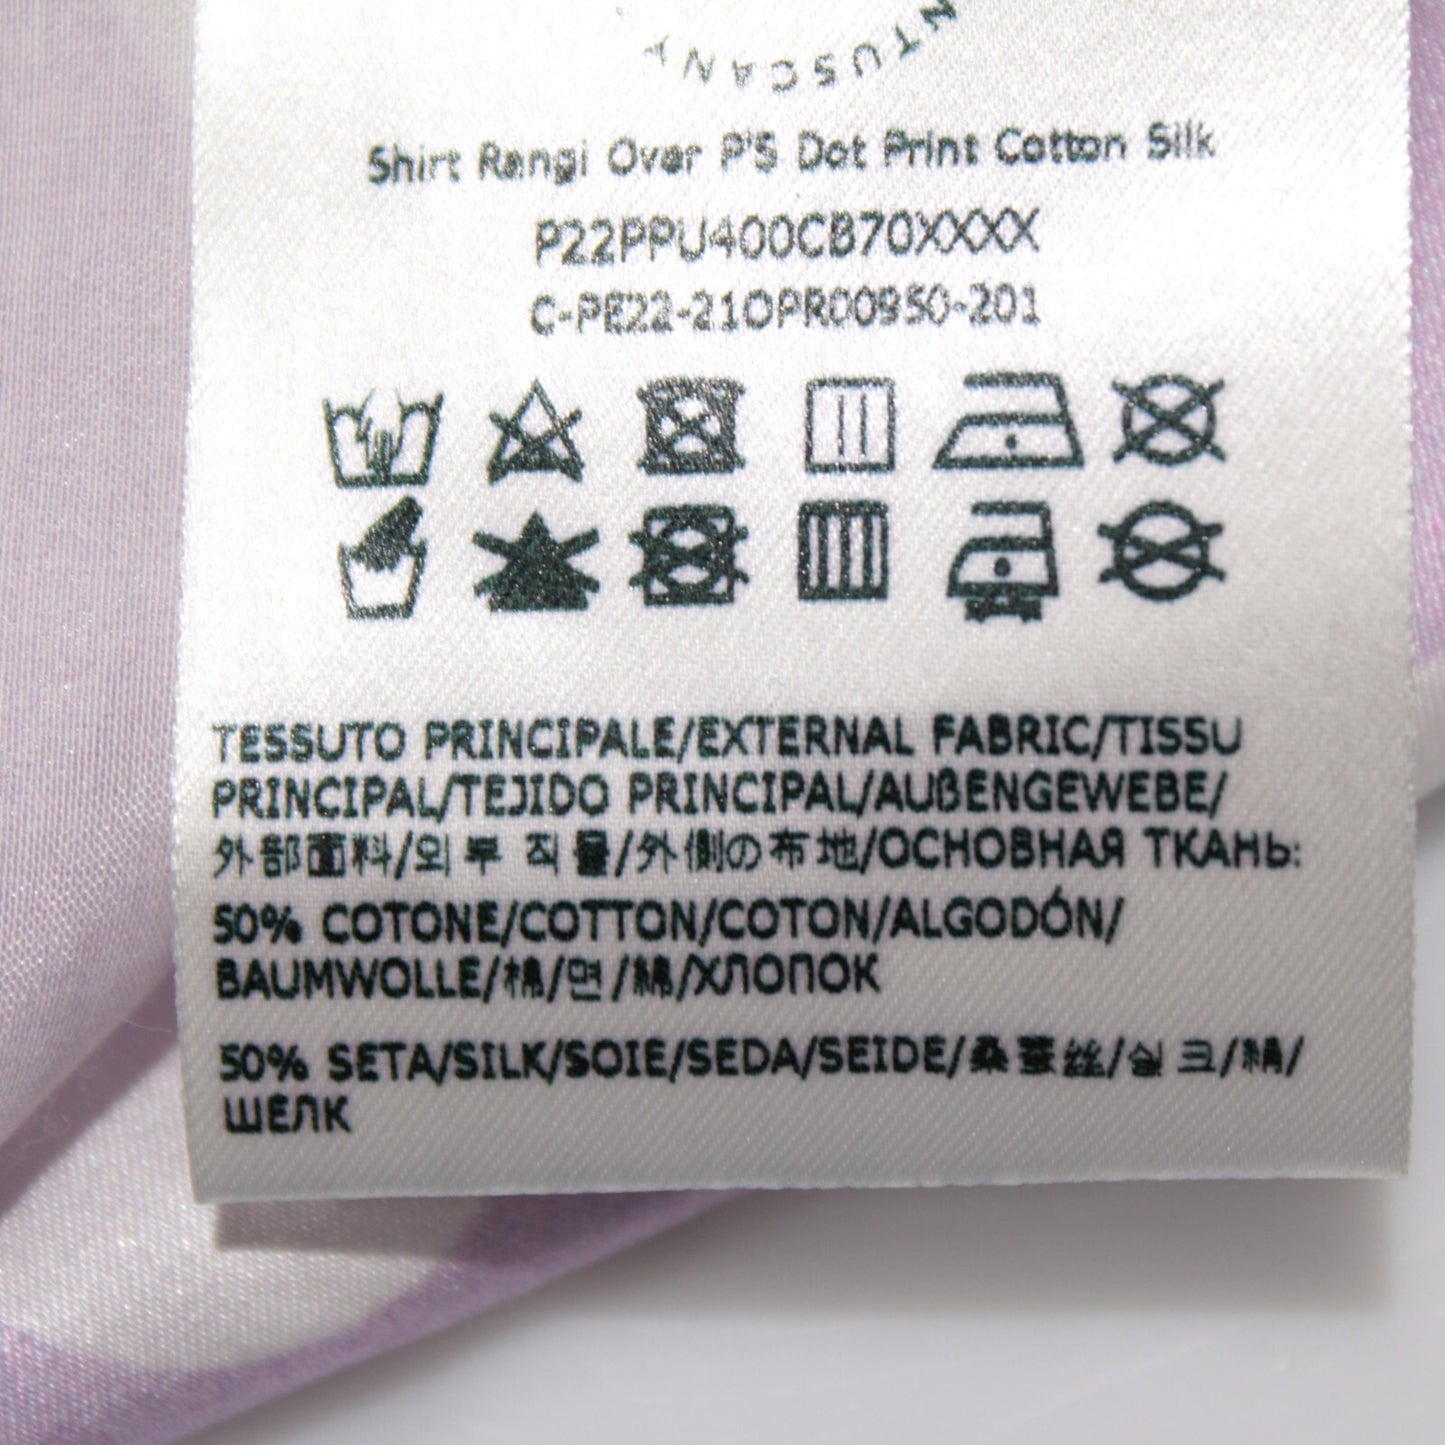 N TUSCANY
Shirt Rangi Over P'S Dot Print Cotton Silk
P22PPU400CB70XXXX
C-PE22-21OPR00950-201
TESSUTO PRINCIPALE/EXTERNAL FABRIC/TISSU
PRINCIPAL/TEJIDO PRINCIPAL/AUßENGEWEBE/
外部面料/외부 직물/外側の布地/ОСНОВНАЯ ТКАНЬ:
50% COTONE/COTTON/COTON/ALGODÓN/
BAUMWOLLE/棉/면/綿/ХЛОПОК
50% SETA/SILK/SOIE/SEDA/SEIDE/桑蚕丝/실크/絹/
ШЕЛК